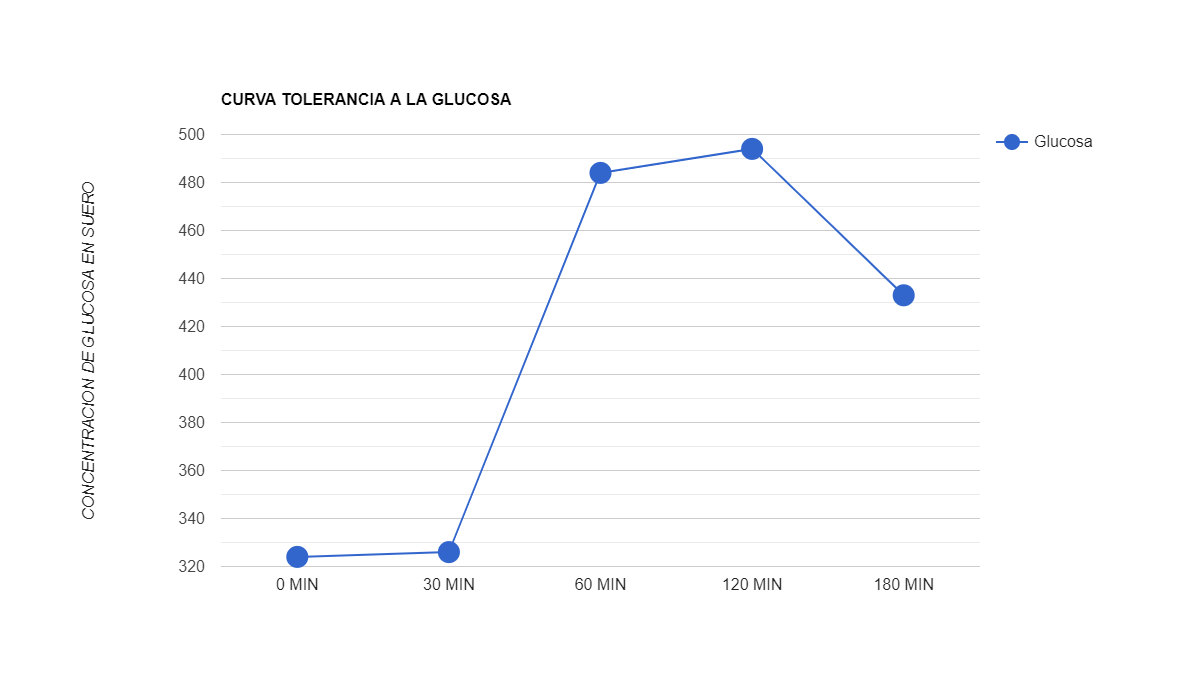 CURVA TOLERANCIA A LA GLUCOSA
Glucosa
CONCENTRACION DE GLUCOSA EN SUERO
500
480
460
440
420
400
380
360
340
320
0 MIN
30 MIN
60 MIN
120 MIN
180 MIN